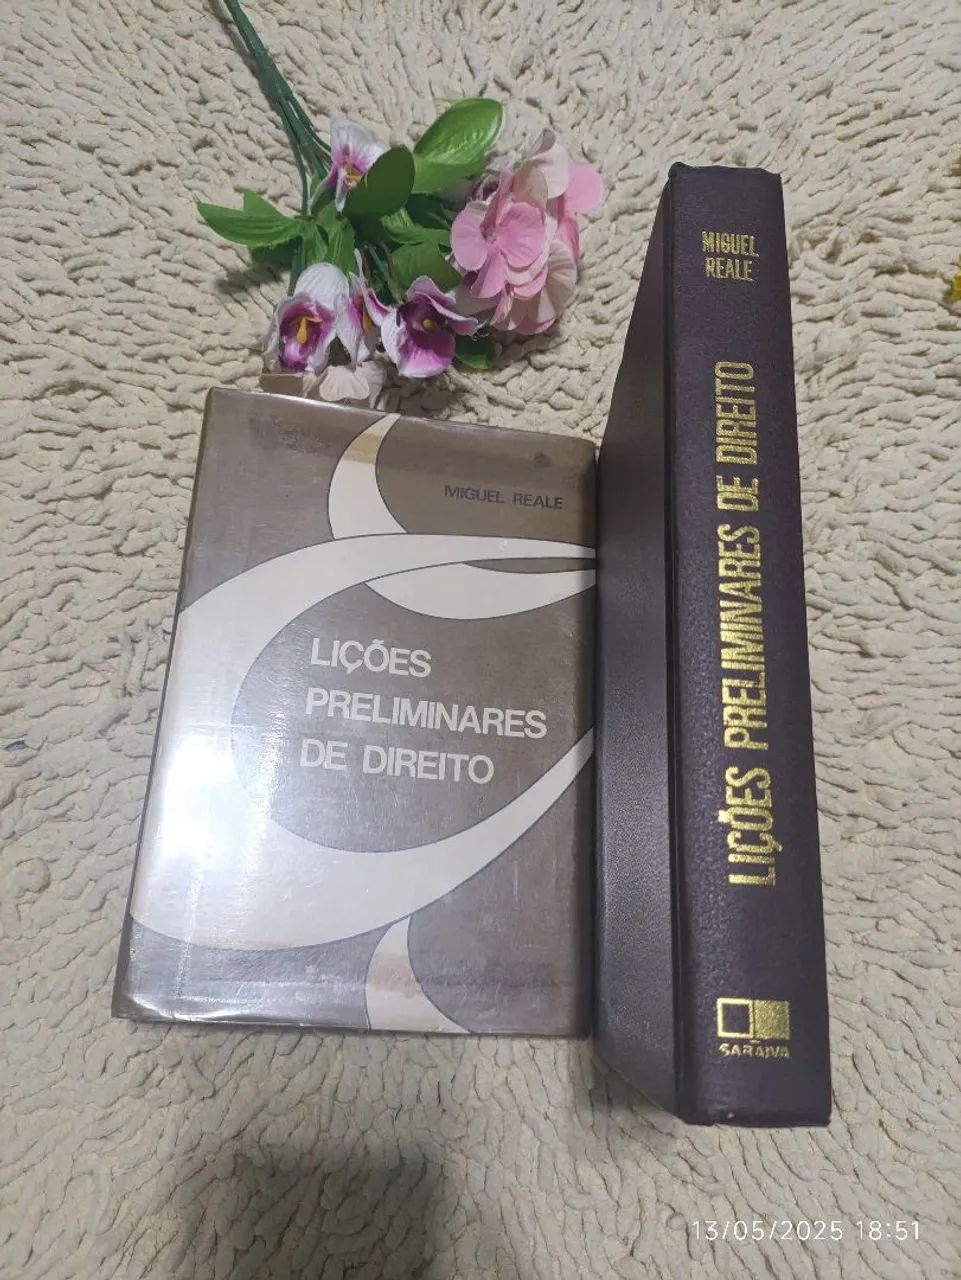 MIGUEL REALE
LIÇÕES
PRELIMINARES
DE DIREITO
MIGUEL
REALE
LIÇÕES PRELIMINARES DE DIREITO
SARAIVA
13/05/2025 18:51